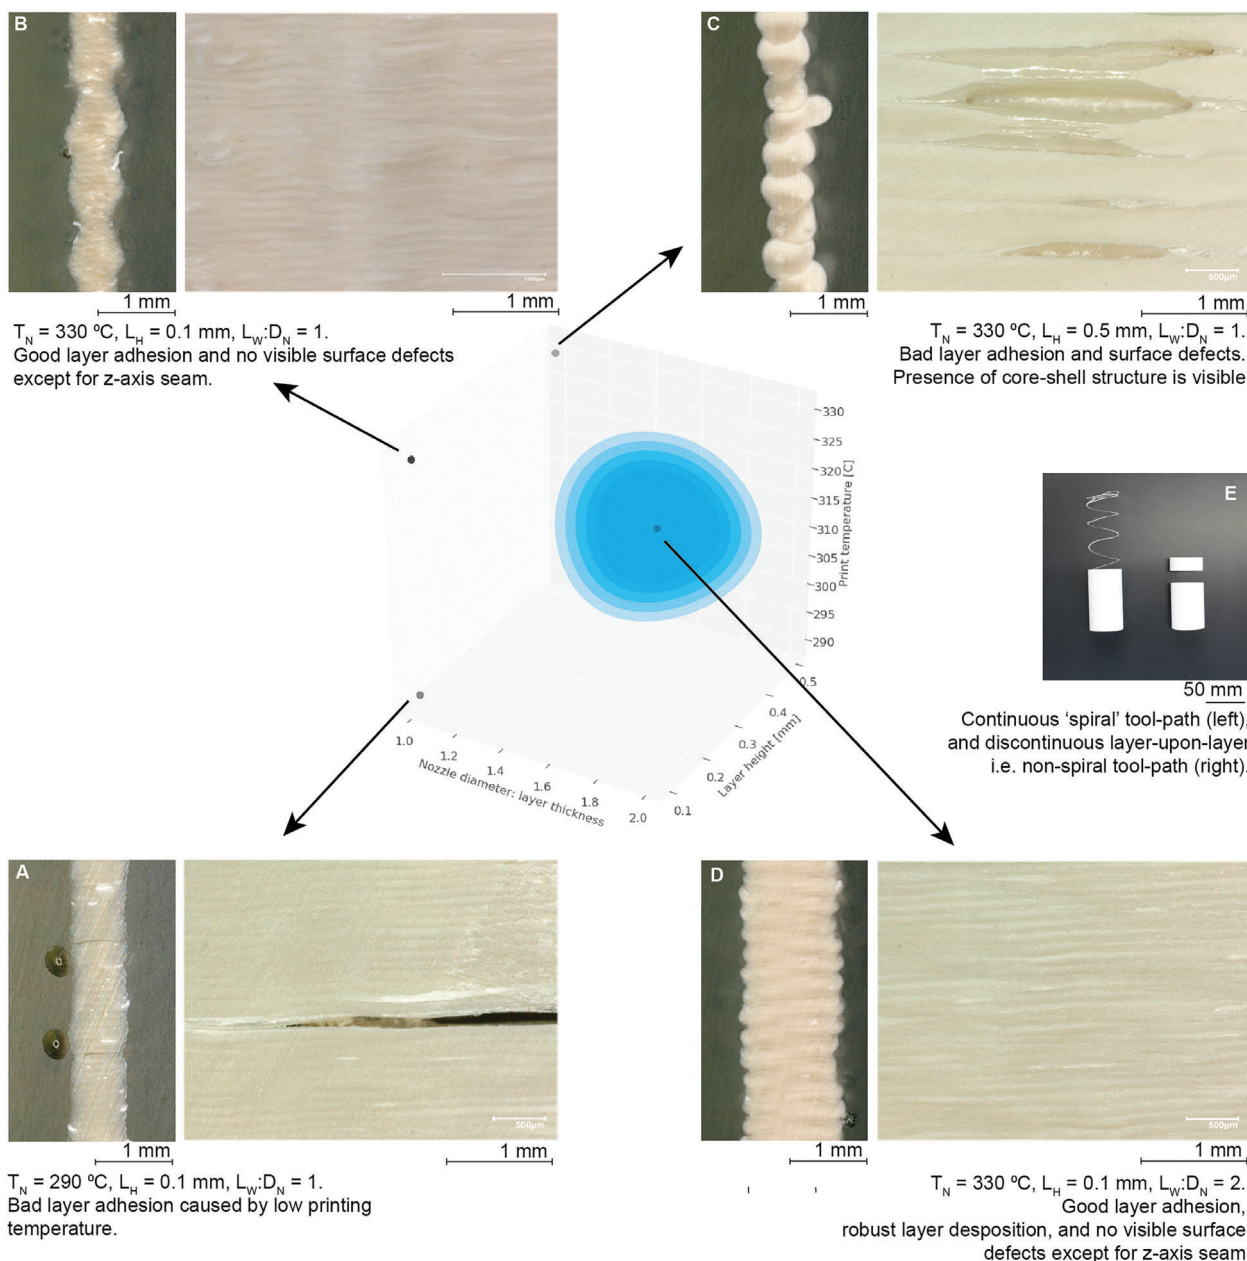 B
1000µm
1 mm
1 mm
T_N = 330 ºC, L_H = 0.1 mm, L_W:D_N = 1.
Good layer adhesion and no visible surface defects
except for z-axis seam.
C
500µm
1 mm
1 mm
T_N = 330 ºC, L_H = 0.5 mm, L_W:D_N = 1.
Bad layer adhesion and surface defects.
Presence of core-shell structure is visible
330
325
320
315
310
305
300
295
290
Print temperature [C]
0.5
0.4
0.3
0.2
0.1
Layer height [mm]
1.0
1.2
1.4
1.6
1.8
2.0
Nozzle diameter: layer thickness
E
50 mm
Continuous ‘spiral’ tool-path (left),
and discontinuous layer-upon-layer
i.e. non-spiral tool-path (right).
A
500µm
1 mm
1 mm
T_N = 290 ºC, L_H = 0.1 mm, L_W:D_N = 1.
Bad layer adhesion caused by low printing
temperature.
D
500µm
1 mm
1 mm
T_N = 330 ºC, L_H = 0.1 mm, L_W:D_N = 2.
Good layer adhesion,
robust layer desposition, and no visible surface
defects except for z-axis seam